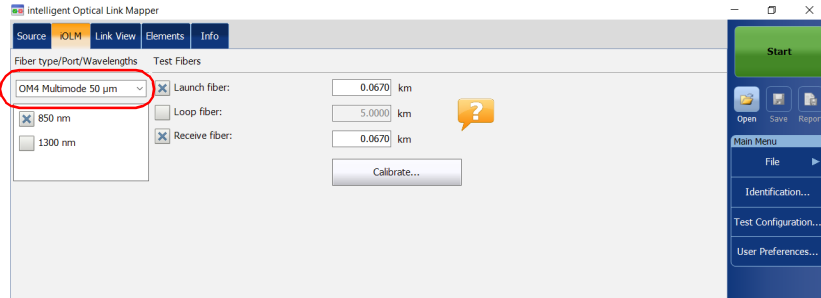 intelligent Optical Link Mapper
Source iOLM Link View Elements Info
Fiber type/Port/Wavelengths Test Fibers
OM4 Multimode 50 µm
850 nm
1300 nm
Launch fiber: 0.0670 km
Loop fiber: 5.0000 km
Receive fiber: 0.0670 km
Calibrate...
?
Start
Open Save Repor
Main Menu
File
Identification...
Test Configuration...
User Preferences...